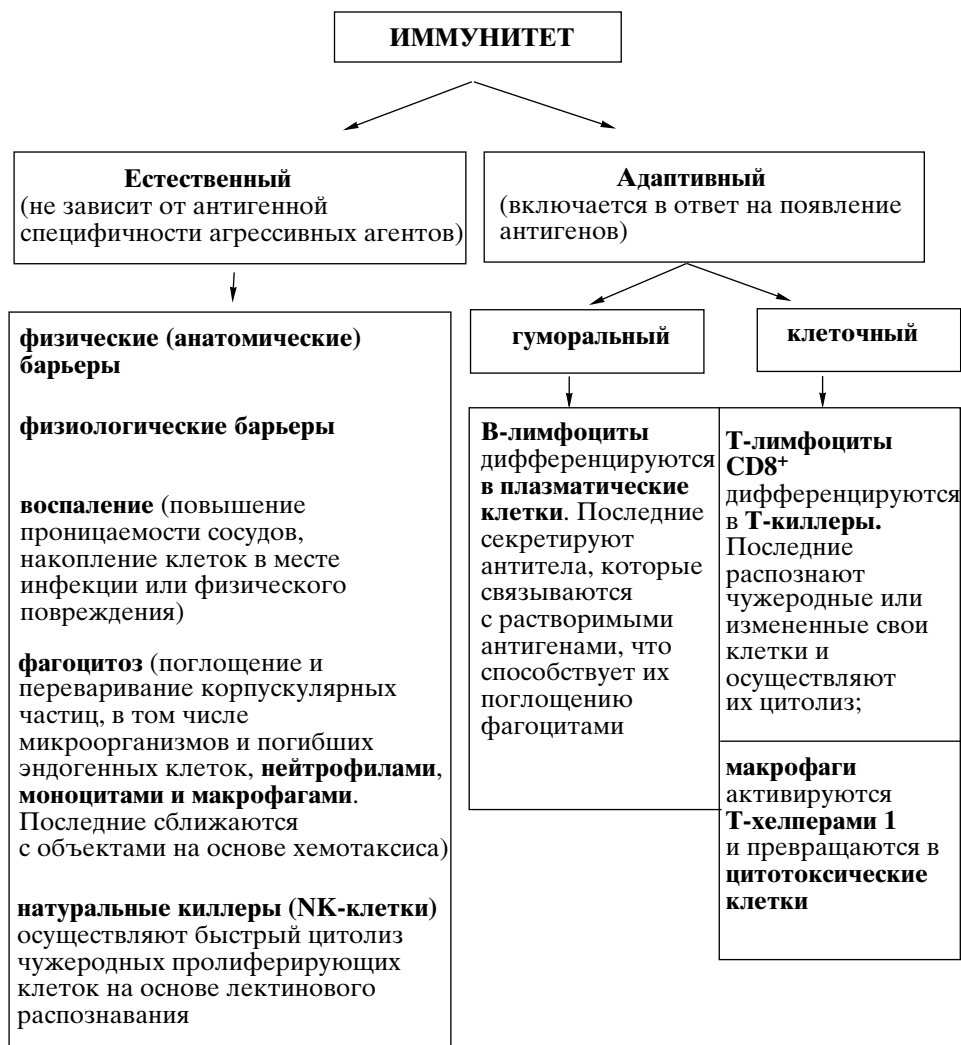 ИММУНИТЕТ
Естественный
(не зависит от антигенной
специфичности агрессивных агентов)
Адаптивный
(включается в ответ на появление
антигенов)
физические (анатомические)
барьеры
физиологические барьеры
воспаление (повышение
проницаемости сосудов,
накопление клеток в месте
инфекции или физического
повреждения)
фагоцитоз (поглощение и
переваривание корпускулярных
частиц, в том числе
микроорганизмов и погибших
эндогенных клеток, нейтрофилами,
моноцитами и макрофагами.
Последние сближаются
с объектами на основе хемотаксиса)
натуральные киллеры (NK-клетки)
осуществляют быстрый цитолиз
чужеродных пролиферирующих
клеток на основе лектинового
распознавания
гуморальный
В-лимфоциты
дифференцируются
в плазматические
клетки. Последние
секретируют
антитела, которые
связываются
с растворимыми
антигенами, что
способствует их
поглощению
фагоцитами
клеточный
Т-лимфоциты
CD8+
дифференцируются
в Т-киллеры.
Последние
распознают
чужеродные или
измененные свои
клетки и
осуществляют
их цитолиз;
макрофаги
активируются
Т-хелперами 1
и превращаются в
цитотоксические
клетки